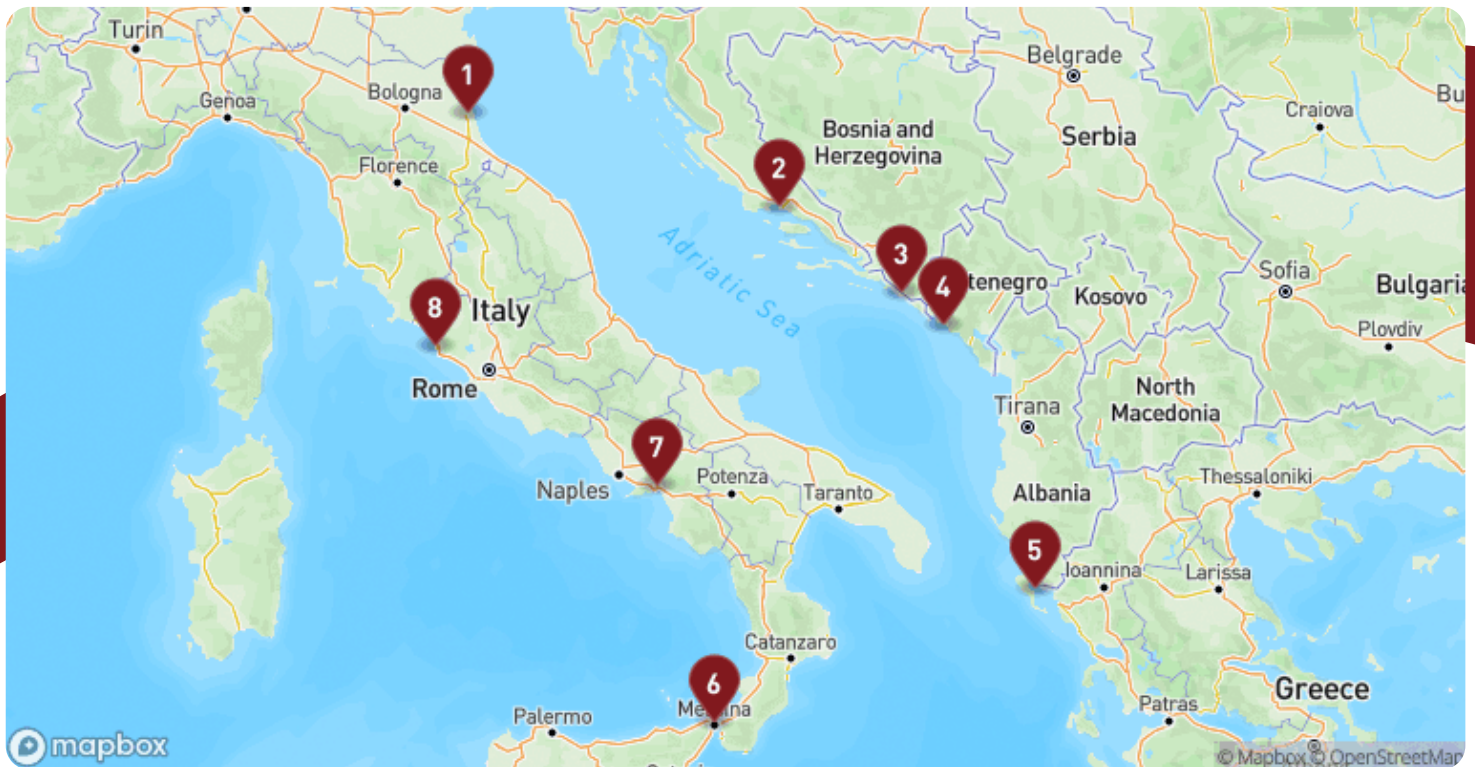 Turin
Belgrade
1
Bologna
Genoa
Bu
Craiova
Bosnia and
Herzegovina
Serbia
Florence
2
Adriatic Sea
3
4
tenegro
Kosovo
Sofia
Bulgaria
8
Italy
Plovdiv
Rome
North
Macedonia
Tirana
7
Naples
Potenza
Taranto
Thessaloniki
Albania
5
Ioannina
Larissa
Catanzaro
6
Messina
Greece
Palermo
Patras
mapbox
© Mapbox © OpenStreetMap